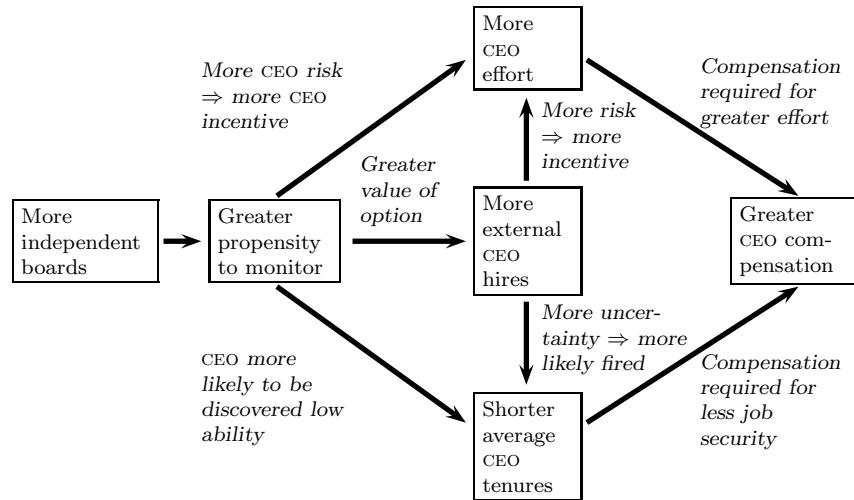 More
CEO
effort
More CEO risk
⇒ more CEO
incentive
Compensation
required for
greater effort
More risk
⇒ more
incentive
Greater
value of
option
More
independent
boards
Greater
propensity
to monitor
More
external
CEO
hires
Greater
CEO com-
pensation
More uncer-
tainty ⇒ more
likely fired
CEO more
likely to be
discovered low
ability
Compensation
required for
less job
security
Shorter
average
CEO
tenures